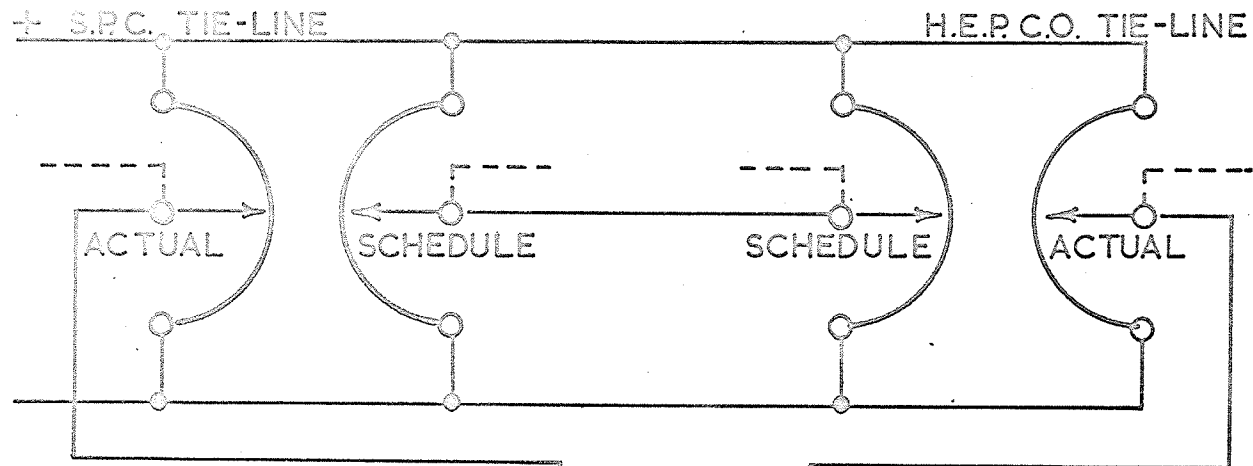 + S.P.C. TIE-LINE
H.E.P.C.O. TIE-LINE
ACTUAL
SCHEDULE
SCHEDULE
ACTUAL